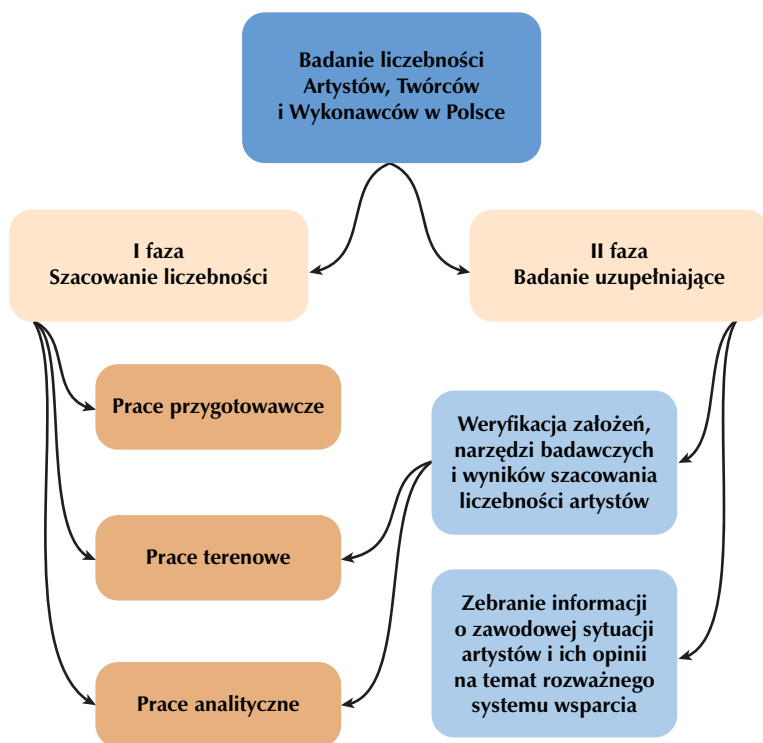 Badanie liczebności
Artystów, Twórców
i Wykonawców w Polsce
I faza
Szacowanie liczebności
II faza
Badanie uzupełniające
Prace przygotowawcze
Weryfikacja założeń,
narzędzi badawczych
i wyników szacowania
liczebności artystów
Prace terenowe
Zebranie informacji
o zawodowej sytuacji
artystów i ich opinii
na temat rozważnego
systemu wsparcia
Prace analityczne